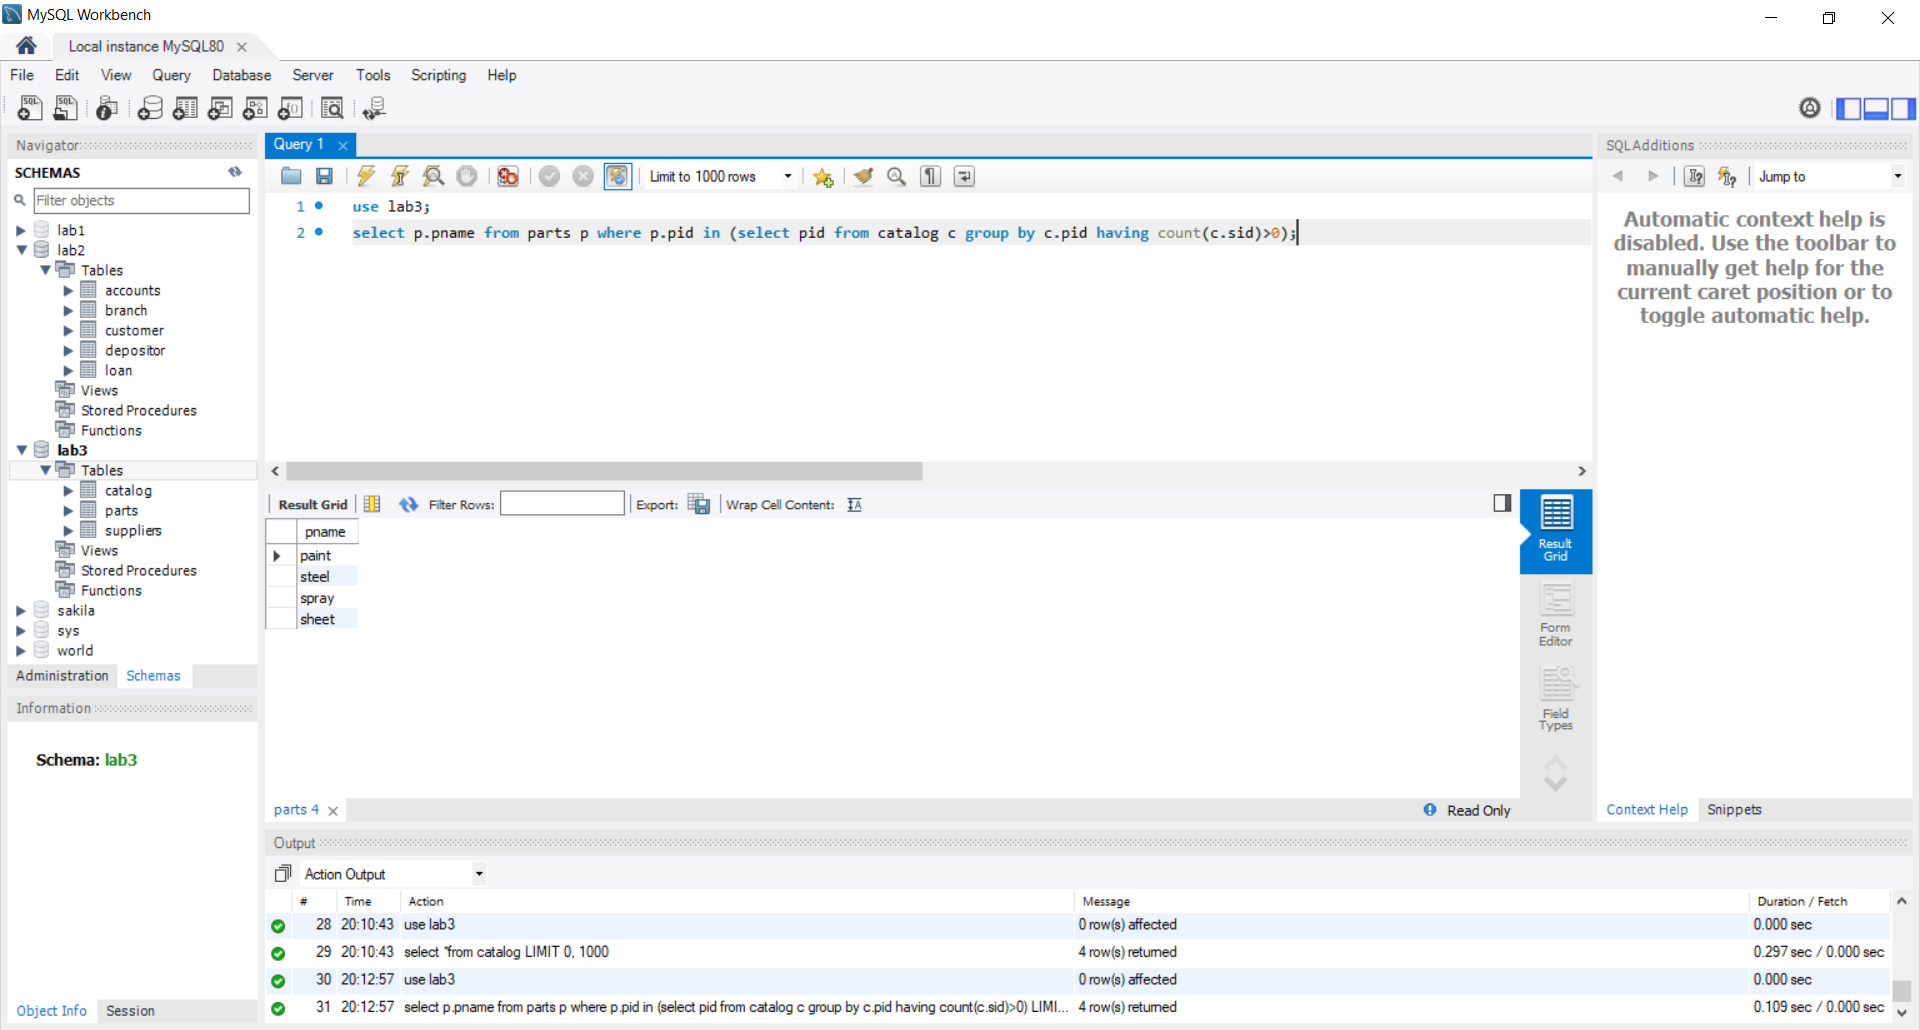 MySQL Workbench
Local instance MySQL80
File Edit View Query Database Server Tools Scripting Help
Navigator
SCHEMAS
Filter objects
lab1
lab2
Tables
accounts
branch
customer
depositor
loan
Views
Stored Procedures
Functions
lab3
Tables
catalog
parts
suppliers
Views
Stored Procedures
Functions
sakila
sys
world
Administration Schemas
Information
Schema: lab3
Object Info Session
Query 1
Limit to 1000 rows
1 use lab3;
2 select p.pname from parts p where p.pid in (select pid from catalog c group by c.pid having count(c.sid)>0);
Result Grid Filter Rows: Export: Wrap Cell Content:
pname
paint
steel
spray
sheet
Result
Grid
Form
Editor
Field
Types
parts 4
Read Only
SQLAdditions
Jump to
Automatic context help is
disabled. Use the toolbar to
manually get help for the
current caret position or to
toggle automatic help.
Context Help Snippets
Output
Action Output
# Time Action Message Duration / Fetch
28 20:10:43 use lab3 0 row(s) affected 0.000 sec
29 20:10:43 select *from catalog LIMIT 0, 1000 4 row(s) returned 0.297 sec / 0.000 sec
30 20:12:57 use lab3 0 row(s) affected 0.000 sec
31 20:12:57 select p.pname from parts p where p.pid in (select pid from catalog c group by c.pid having count(c.sid)>0) LIMI... 4 row(s) returned 0.109 sec / 0.000 sec